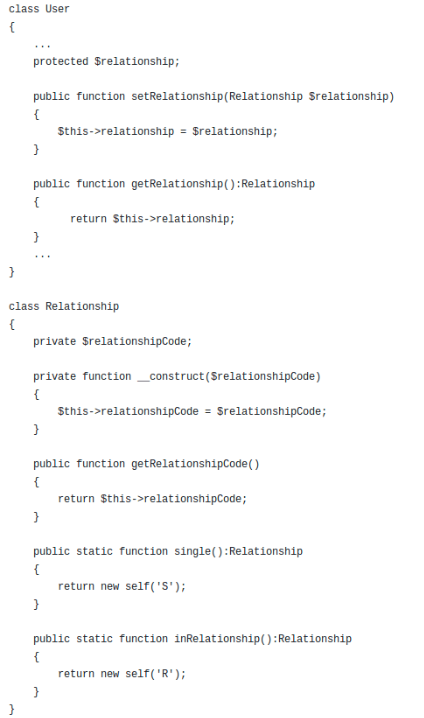 class User
{
    ...
    protected $relationship;

    public function setRelationship(Relationship $relationship)
    {
        $this->relationship = $relationship;
    }

    public function getRelationship():Relationship
    {
          return $this->relationship;
    }
    ...
}

class Relationship
{
    private $relationshipCode;

    private function __construct($relationshipCode)
    {
        $this->relationshipCode = $relationshipCode;
    }

    public function getRelationshipCode()
    {
        return $this->relationshipCode;
    }

    public static function single():Relationship
    {
        return new self('S');
    }

    public static function inRelationship():Relationship
    {
        return new self('R');
    }
}